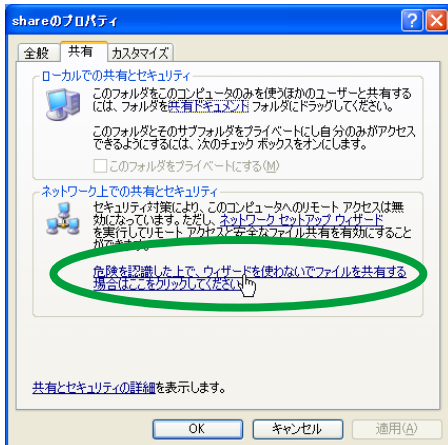 shareのプロパティ
全般 共有 カスタマイズ
ローカルでの共有とセキュリティ
このフォルダをこのコンピュータのみを使うほかのユーザーと共有する
には、フォルダを共有ドキュメント フォルダにドラッグしてください。
このフォルダとそのサブフォルダをプライベートにし自分のみがアクセス
できるようにするには、次のチェック ボックスをオンにします。
このフォルダをプライベートにする(M)
ネットワーク上での共有とセキュリティ
セキュリティ対策により、このコンピュータへのリモート アクセスは無
効になっています。ただし、ネットワーク セットアップ ウィザード
を実行してリモート アクセスと安全なファイル共有を有効にすること
ができます。
危険を認識した上で、ウィザードを使わないでファイルを共有する
場合はここをクリックしてください
共有とセキュリティの詳細を表示します。
OK キャンセル 適用(A)